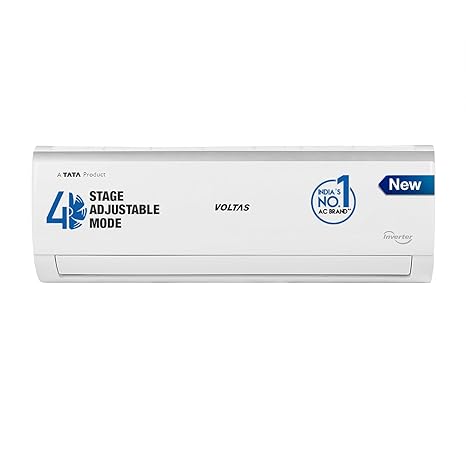 A TATA Product
4
STAGE
ADJUSTABLE
MODE
VOLTAS
INDIA'S
NO.
1
AC BRAND
New
Inverter